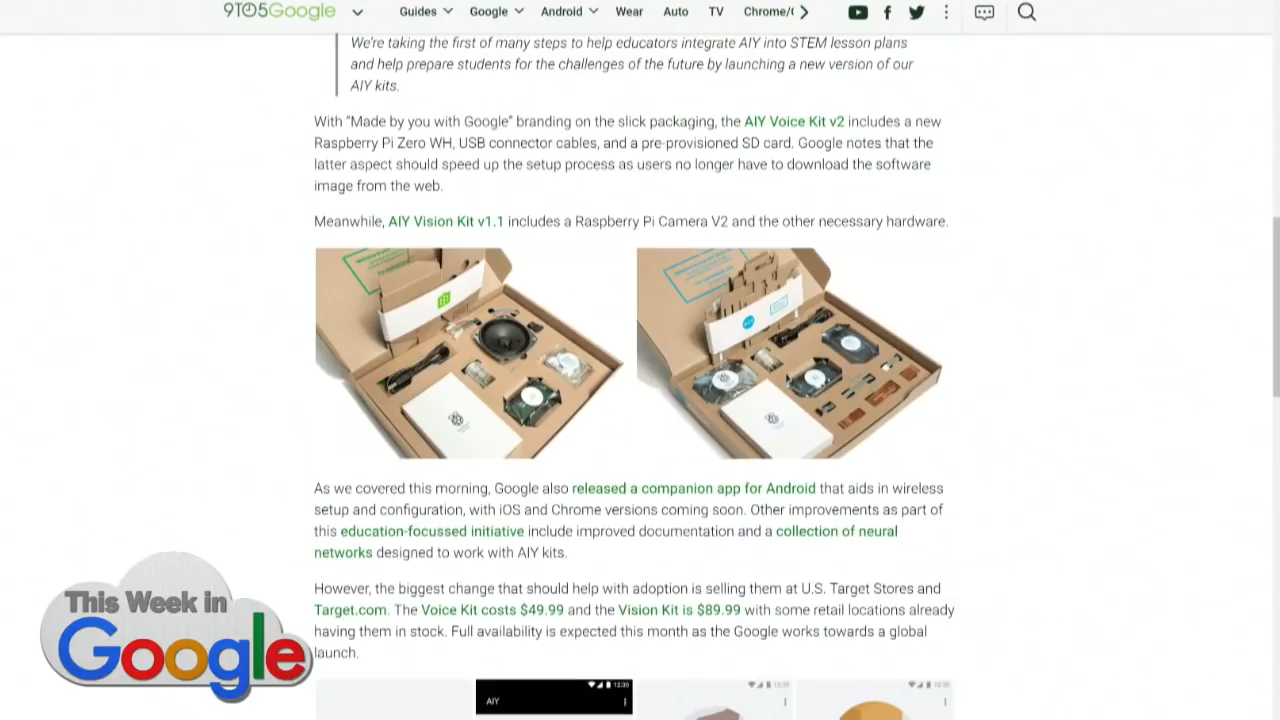 9TO5Google
Guides Google Android Wear Auto TV Chrome/
We're taking the first of many steps to help educators integrate AIY into STEM lesson plans
and help prepare students for the challenges of the future by launching a new version of our
AIY kits.
With "Made by you with Google" branding on the slick packaging, the AIY Voice Kit v2 includes a new
Raspberry Pi Zero WH, USB connector cables, and a pre-provisioned SD card. Google notes that the
latter aspect should speed up the setup process as users no longer have to download the software
image from the web.
Meanwhile, AIY Vision Kit v1.1 includes a Raspberry Pi Camera V2 and the other necessary hardware.
As we covered this morning, Google also released a companion app for Android that aids in wireless
setup and configuration, with iOS and Chrome versions coming soon. Other improvements as part of
this education-focussed initiative include improved documentation and a collection of neural
networks designed to work with AIY kits.
However, the biggest change that should help with adoption is selling them at U.S. Target Stores and
Target.com. The Voice Kit costs $49.99 and the Vision Kit is $89.99 with some retail locations already
having them in stock. Full availability is expected this month as the Google works towards a global
launch.
This Week in
Google
12:30
12:30
12:30
AIY